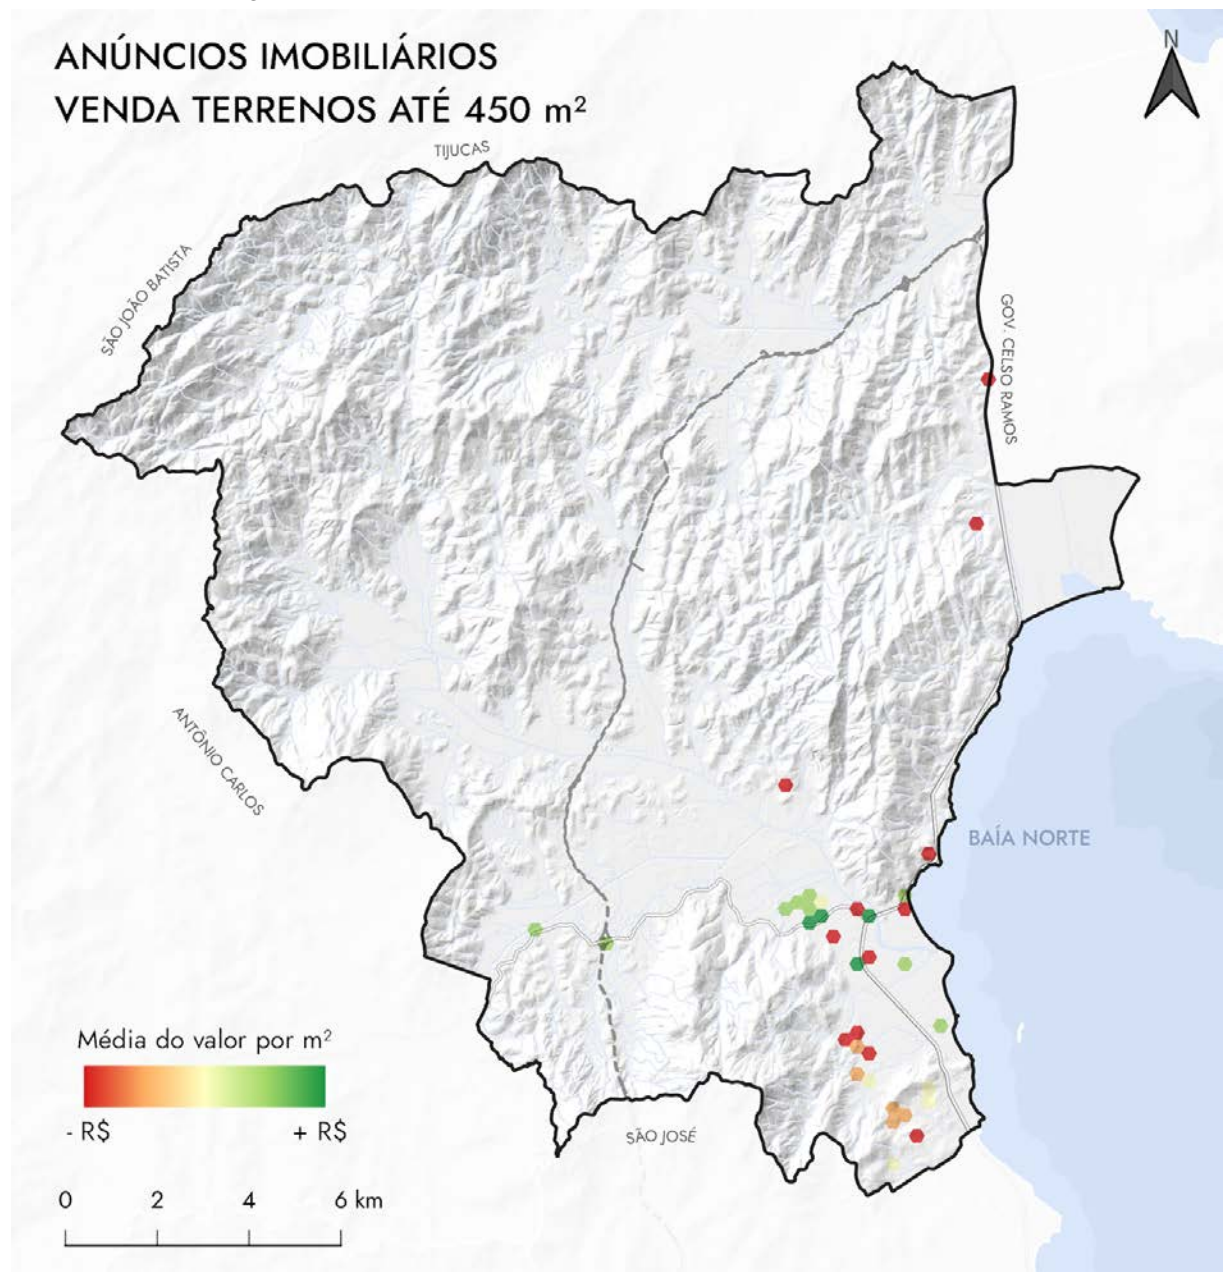 ANÚNCIOS IMOBILIÁRIOS
VENDA TERRENOS ATÉ 450 m²
N
TIJUCAS
SÃO JOÃO BATISTA
GOV. CELSO RAMOS
ANTÔNIO CARLOS
BAÍA NORTE
Média do valor por m²
- R$ + R$
SÃO JOSÉ
0 2 4 6 km